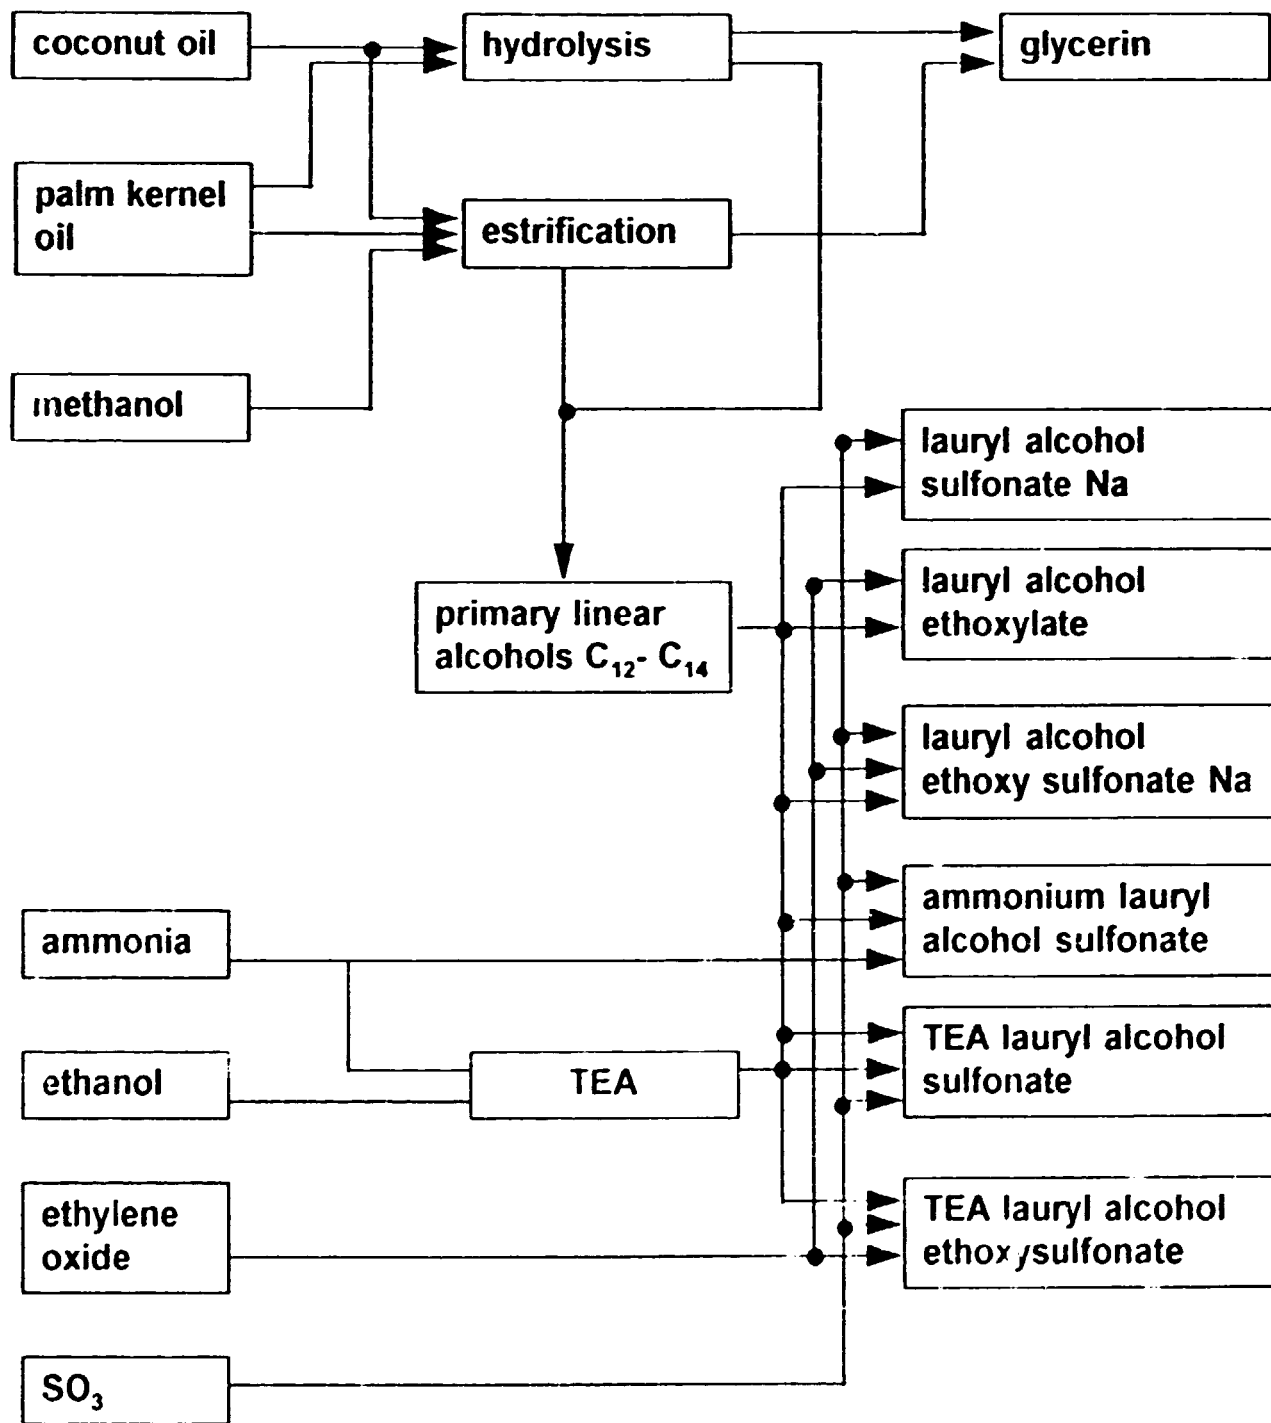 coconut oil
hydrolysis
glycerin
palm kernel
oil
estrification
methanol
lauryl alcohol
sulfonate Na
lauryl alcohol
ethoxylate
primary linear
alcohols C₁₂- C₁₄
lauryl alcohol
ethoxy sulfonate Na
ammonia
ammonium lauryl
alcohol sulfonate
ethanol
TEA
TEA lauryl alcohol
sulfonate
ethylene
oxide
TEA lauryl alcohol
ethoxysulfonate
SO₃